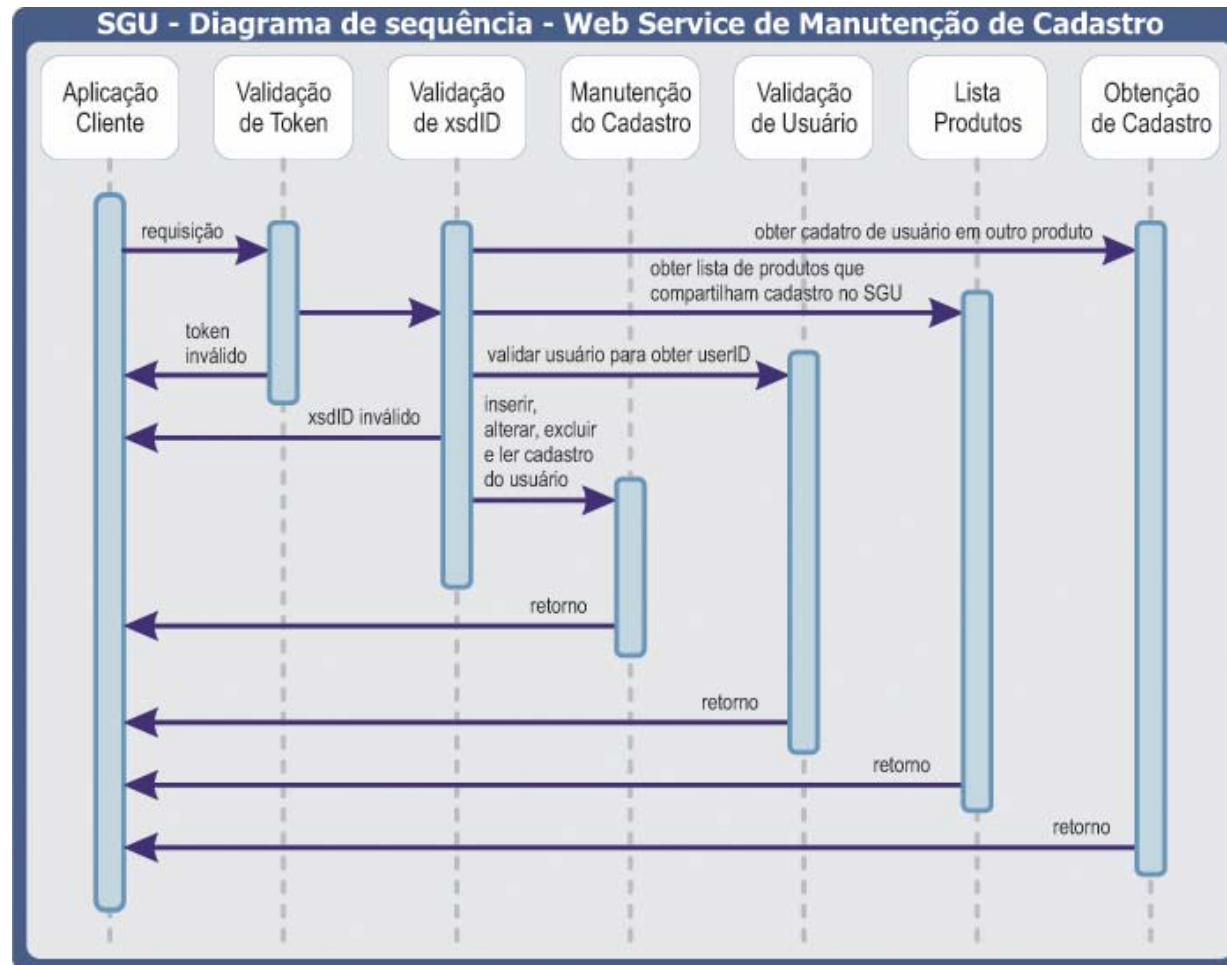 SGU - Diagrama de sequência - Web Service de Manutenção de Cadastro
Aplicação
Cliente
Validação
de Token
Validação
de xsdID
Manutenção
do Cadastro
Validação
de Usuário
Lista
Produtos
Obtenção
de Cadastro
requisição
obter cadatro de usuário em outro produto
obter lista de produtos que
compartilham cadastro no SGU
token
inválido
validar usuário para obter userID
xsdID inválido
inserir,
alterar, excluir
e ler cadastro
do usuário
retorno
retorno
retorno
retorno